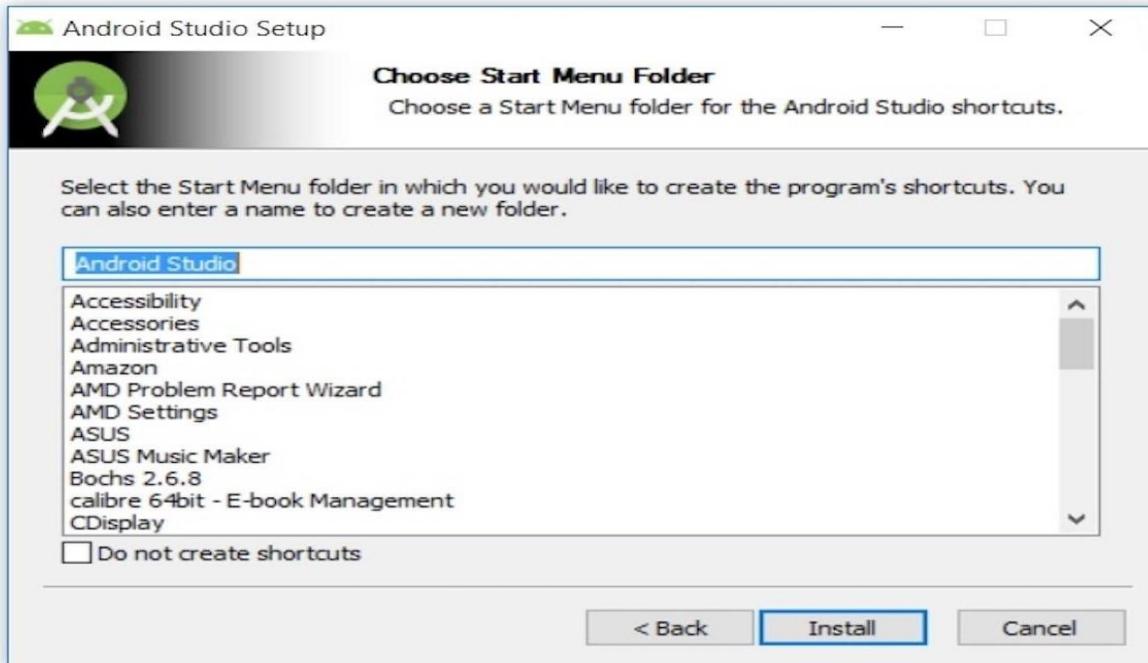 Android Studio Setup
Choose Start Menu Folder
Choose a Start Menu folder for the Android Studio shortcuts.
Select the Start Menu folder in which you would like to create the program's shortcuts. You
can also enter a name to create a new folder.
Android Studio
Accessibility
Accessories
Administrative Tools
Amazon
AMD Problem Report Wizard
AMD Settings
ASUS
ASUS Music Maker
Bochs 2.6.8
calibre 64bit - E-book Management
CDisplay
Do not create shortcuts
< Back Install Cancel